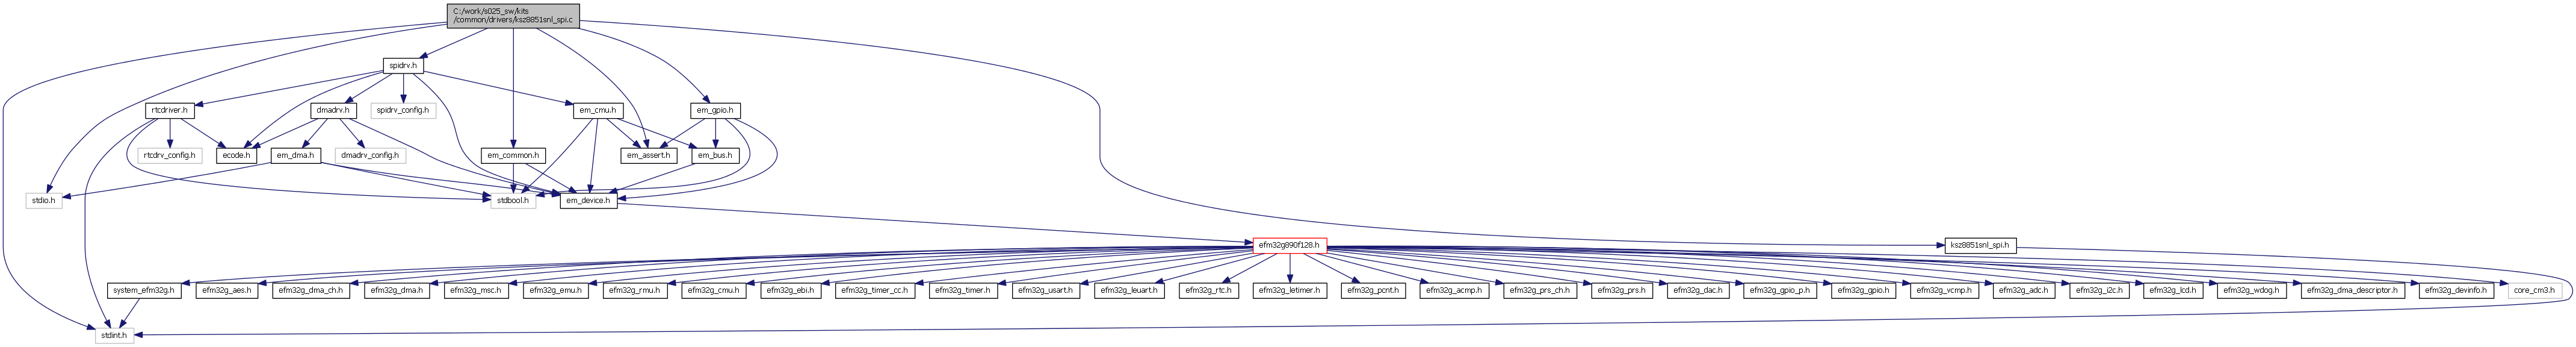 C:/work/s025_sw/kits
/common/drivers/ksz8851snl_spi.c
spidrv.h
rtcdriver.h
dmadrv.h
spidrv_config.h
em_cmu.h
em_gpio.h
rtcdrv_config.h
ecode.h
em_dma.h
dmadrv_config.h
em_common.h
em_assert.h
em_bus.h
stdio.h
stdbool.h
em_device.h
efm32g890f128.h
ksz8851snl_spi.h
system_efm32g.h
efm32g_aes.h
efm32g_dma_ch.h
efm32g_dma.h
efm32g_msc.h
efm32g_emu.h
efm32g_rmu.h
efm32g_cmu.h
efm32g_ebi.h
efm32g_timer_cc.h
efm32g_timer.h
efm32g_usart.h
efm32g_leuart.h
efm32g_rtc.h
efm32g_letimer.h
efm32g_pcnt.h
efm32g_acmp.h
efm32g_prs_ch.h
efm32g_prs.h
efm32g_dac.h
efm32g_gpio_p.h
efm32g_gpio.h
efm32g_vcmp.h
efm32g_adc.h
efm32g_i2c.h
efm32g_lcd.h
efm32g_wdog.h
efm32g_dma_descriptor.h
efm32g_devinfo.h
core_cm3.h
stdint.h